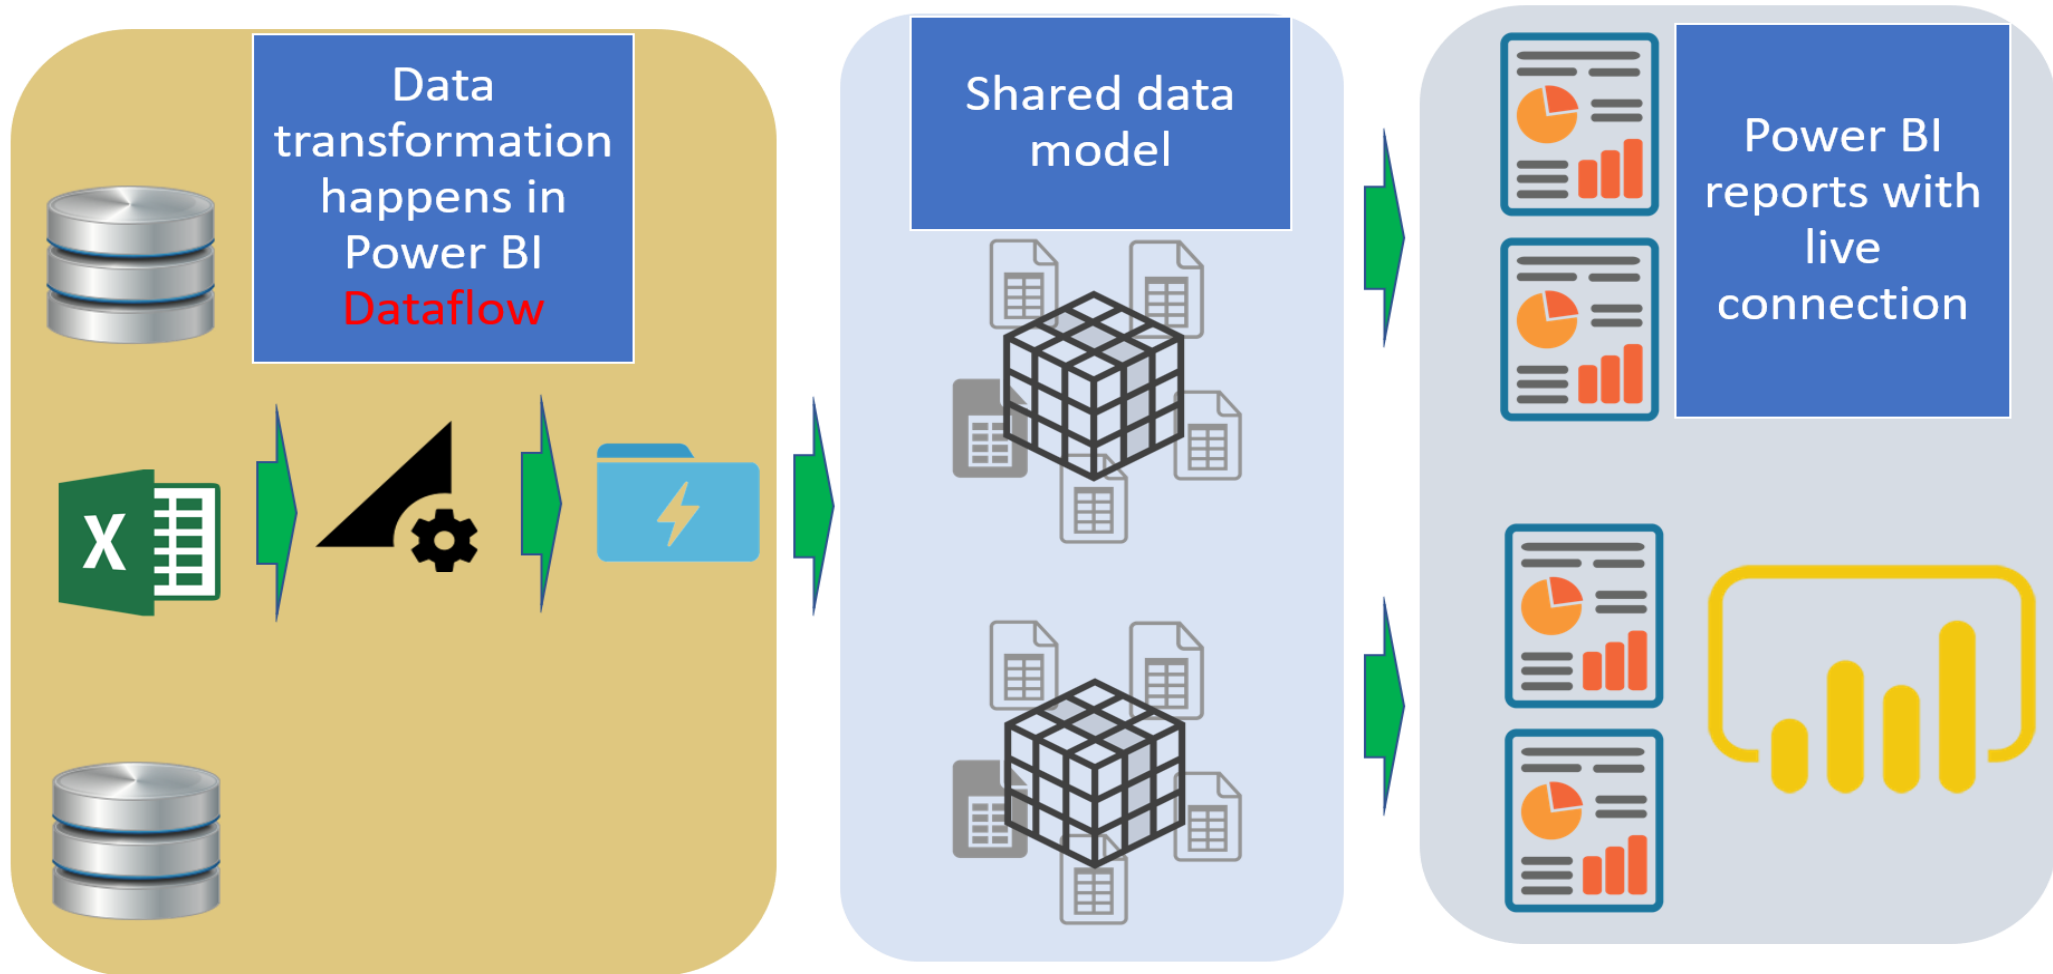 Data
transformation
happens in
Power BI
Dataflow
Shared data
model
Power BI
reports with
live
connection
X